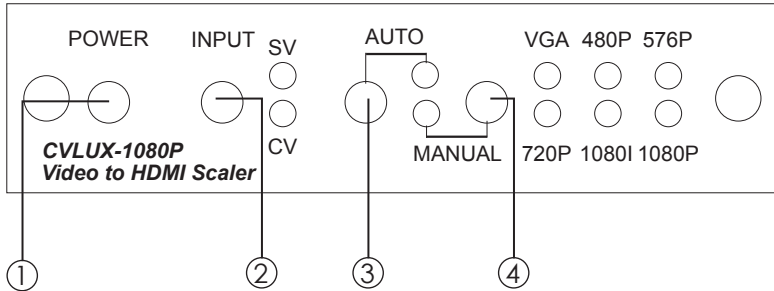 POWER INPUT SV AUTO VGA 480P 576P
CVLUX-1080P CV MANUAL 720P 1080I 1080P
Video to HDMI Scaler
1 2 3 4